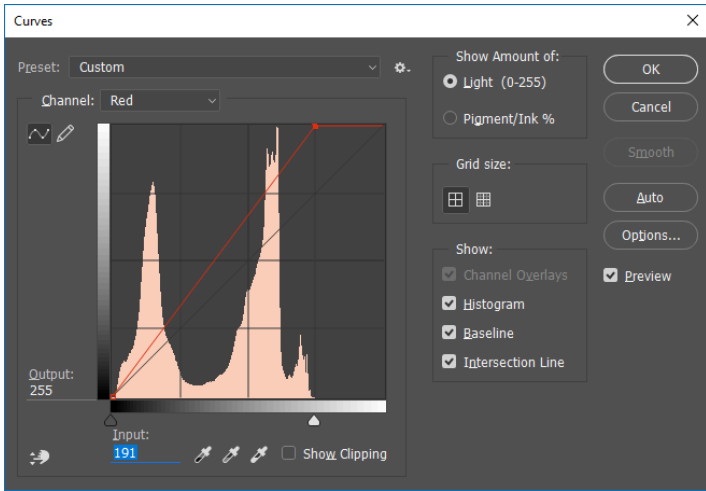 Curves
Preset: Custom
Channel: Red
Output:
255
Input:
191
Show Clipping
Show Amount of:
Light (0-255)
Pigment/Ink %
Grid size:
Show:
Channel Overlays
Histogram
Baseline
Intersection Line
OK
Cancel
Smooth
Auto
Options...
Preview